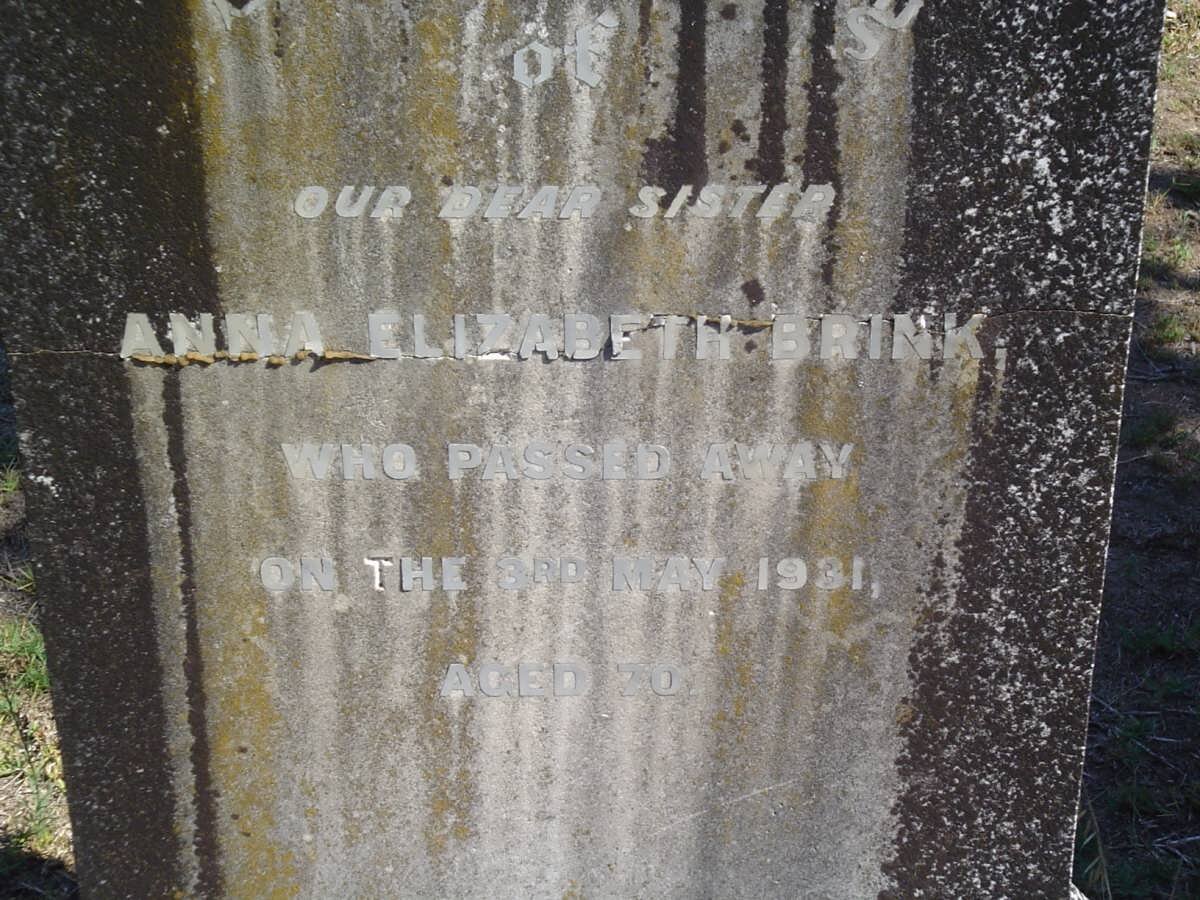 of
OUR DEAR SISTER
ANNA ELIZABETH BRINK,
WHO PASSED AWAY
ON THE 3RD MAY 1931,
AGED 70.